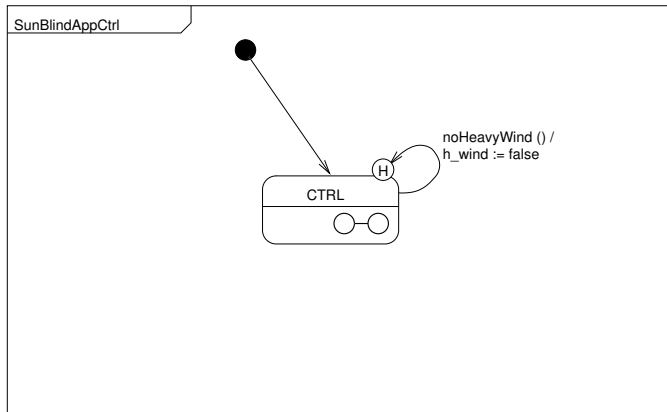 SunBlindAppCtrl
noHeavyWind () /
h_wind := false
H
CTRL